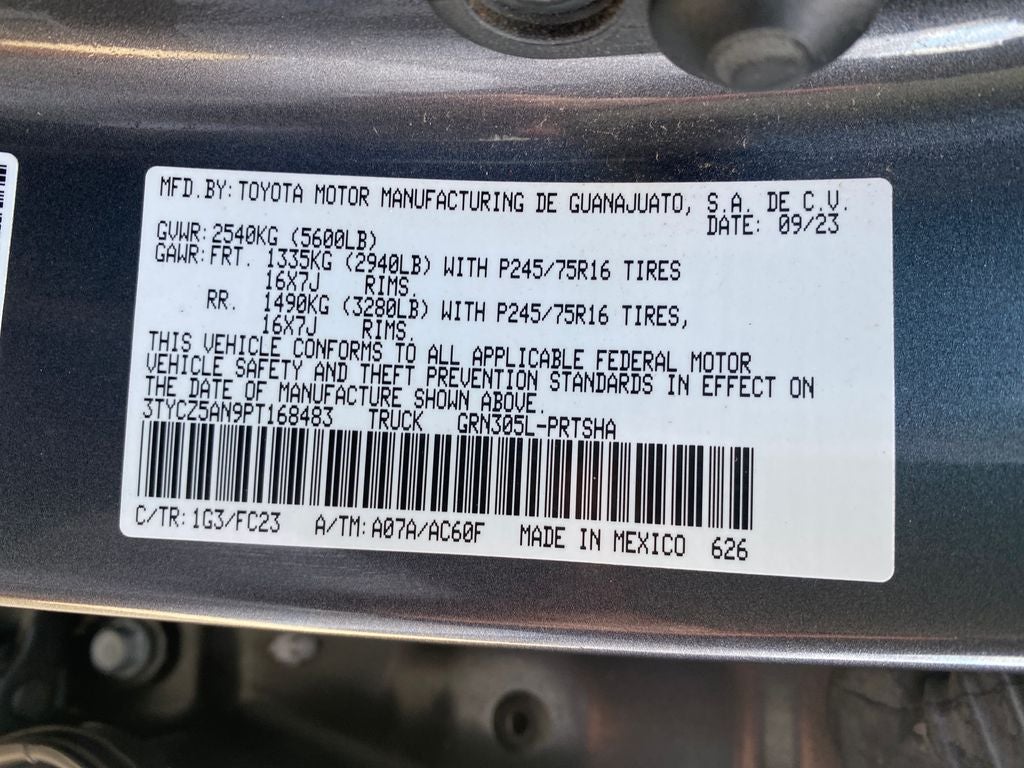 MFD.BY: TOYOTA MOTOR MANUFACTURING DE GUANAJUATO, S.A. DE C.V.
DATE: 09/23
GVWR: 2540KG (5600LB)
GAWR: FRT. 1335KG (2940LB) WITH P245/75R16 TIRES
16X7J RIMS,
RR. 1490KG (3280LB) WITH P245/75R16 TIRES,
16X7J RIMS,
THIS VEHICLE CONFORMS TO ALL APPLICABLE FEDERAL MOTOR
VEHICLE SAFETY AND THEFT PREVENTION STANDARDS IN EFFECT ON
THE DATE OF MANUFACTURE SHOWN ABOVE.
3TYCZ5AN9PT168483 TRUCK GRN305L-PRTSHA
C/TR: 1G3/FC23 A/TM: A07A/AC60F MADE IN MEXICO 626